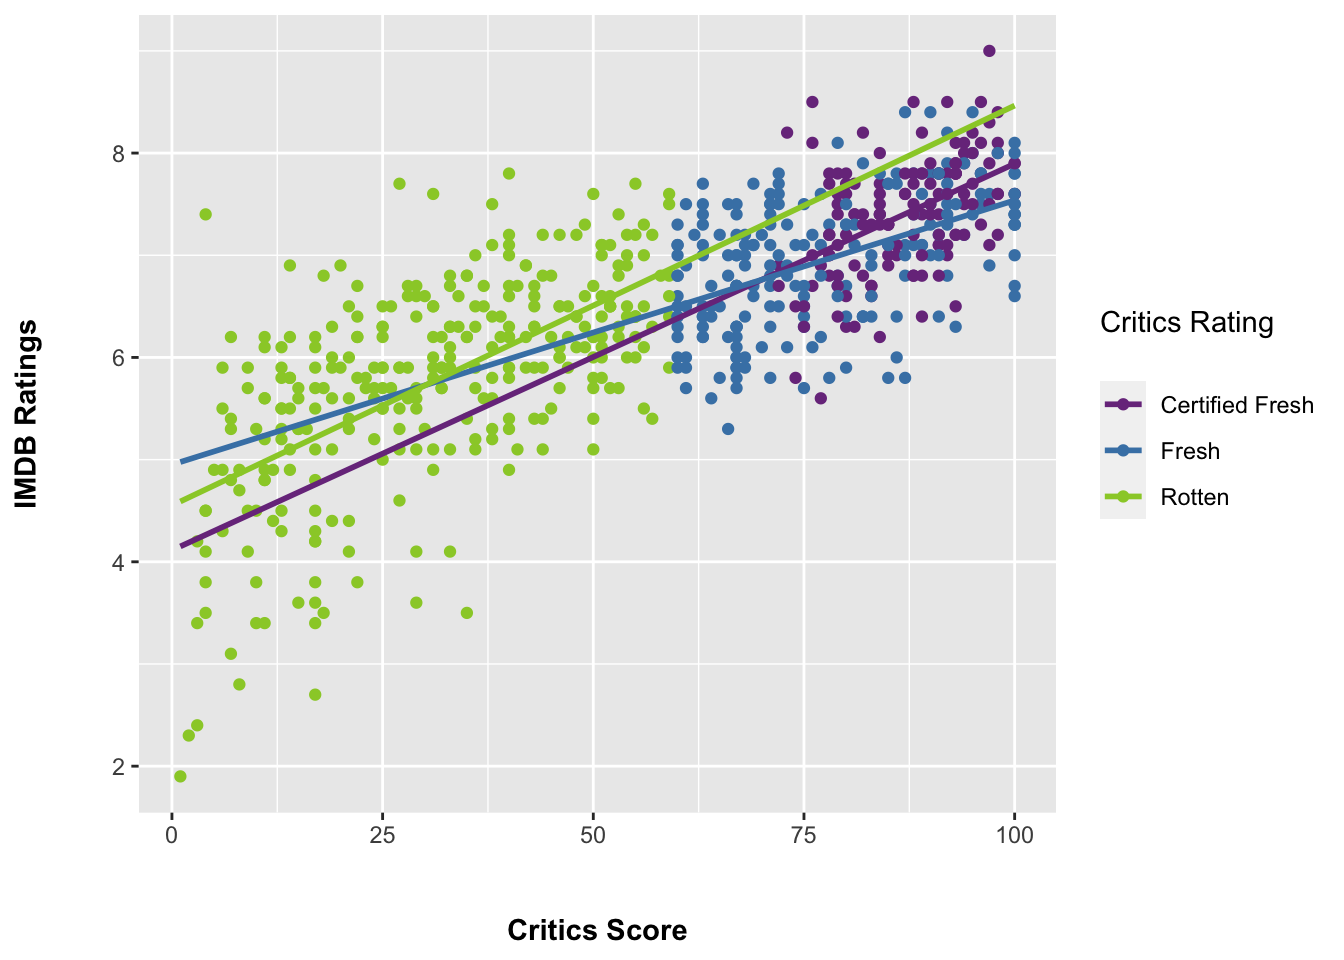 IMDB Ratings
8
6
4
2
0 25 50 75 100
Critics Score
Critics Rating
Certified Fresh
Fresh
Rotten